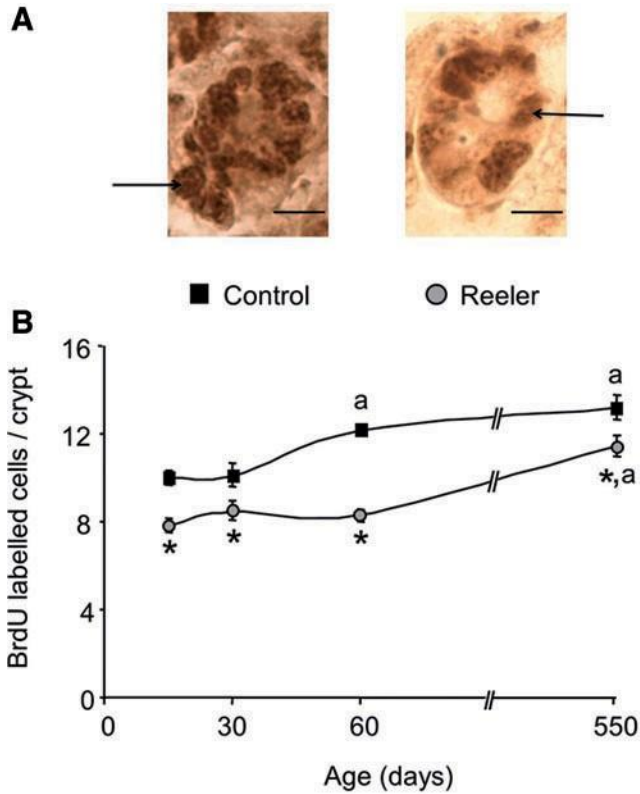 A
Control
Reeler
B
16
12
8
4
0
BrdU labelled cells / crypt
a
a
*
*
*
*,a
0
30
60
550
Age (days)